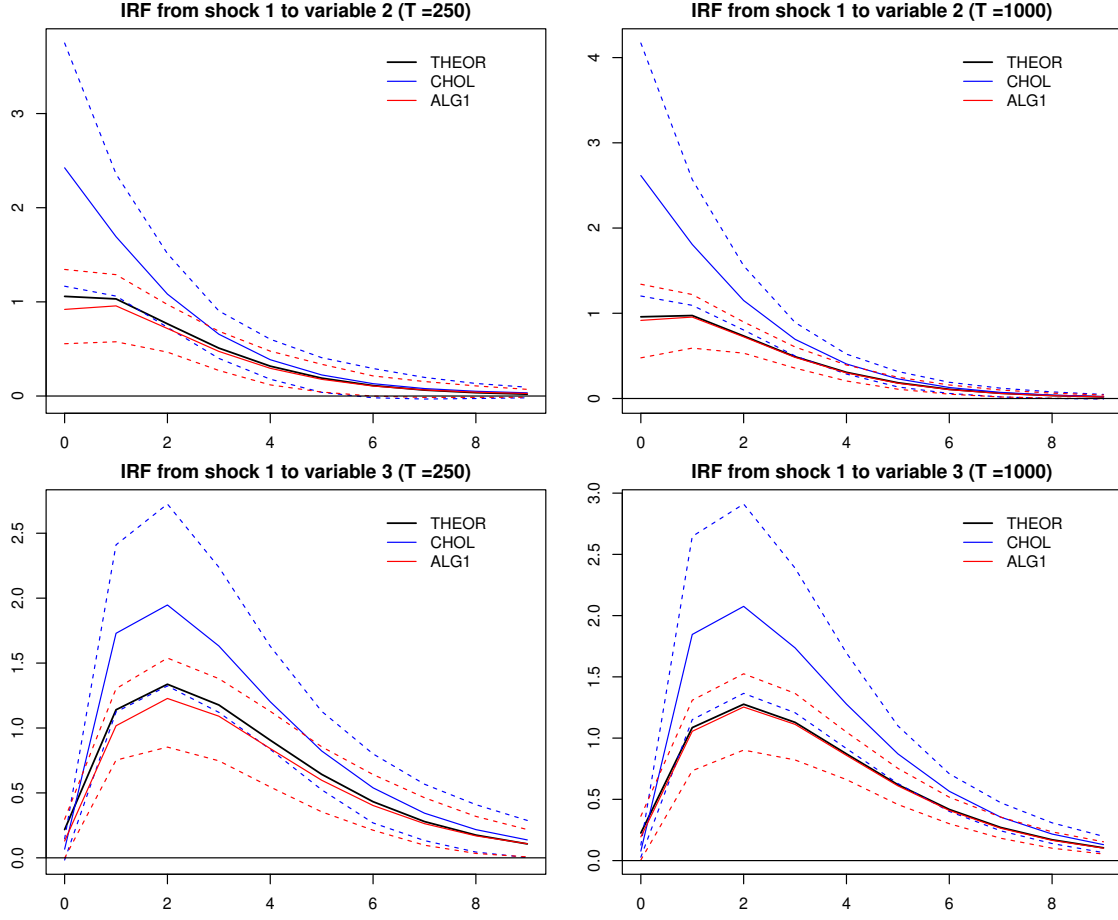 IRF from shock 1 to variable 2 (T =250)
THEOR
CHOL
ALG1
0 1 2 3
0 2 4 6 8
IRF from shock 1 to variable 2 (T =1000)
THEOR
CHOL
ALG1
0 1 2 3 4
0 2 4 6 8
IRF from shock 1 to variable 3 (T =250)
THEOR
CHOL
ALG1
0.0 0.5 1.0 1.5 2.0 2.5
0 2 4 6 8
IRF from shock 1 to variable 3 (T =1000)
THEOR
CHOL
ALG1
0.0 0.5 1.0 1.5 2.0 2.5 3.0
0 2 4 6 8